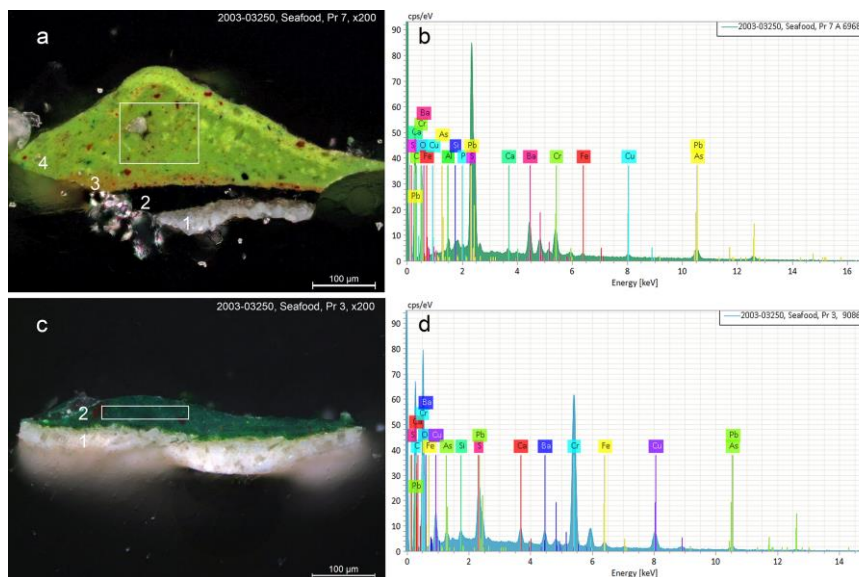 a
2003-03250, Seafood, Pr 7, x200
4
3
2
1
100 µm
b
cps/eV
2003-03250, Seafood, Pr 7 A 6968
90
80
70
60
50
40
30
20
10
0
Ba
Cr
Ca As
S O Cu Si Pb Pb
C Fe Al P S Ca Ba Cr Fe Cu As
Pb
2 4 6 8 10 12 14 16
Energy [keV]
c
2003-03250, Seafood, Pr 3, x200
2
1
100 µm
d
cps/eV
2003-03250, Seafood, Pr 3, 9086
90
80
70
60
50
40
30
20
10
0
Ba
Cr
Ca
S O Cu Pb Pb
C Fe As Si S Ca Ba Cr Fe Cu As
Pb
2 4 6 8 10 12 14 16
Energy [keV]